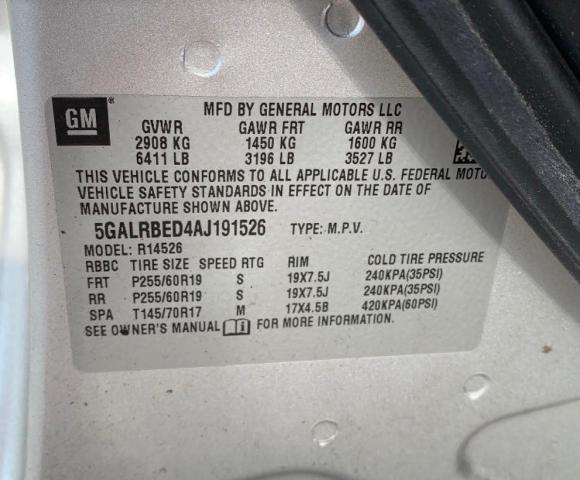 GM ® MFD BY GENERAL MOTORS LLC
GVWR GAWR FRT GAWR RR
2908 KG 1450 KG 1600 KG
6411 LB 3196 LB 3527 LB
THIS VEHICLE CONFORMS TO ALL APPLICABLE U.S. FEDERAL MOTO
VEHICLE SAFETY STANDARDS IN EFFECT ON THE DATE OF
MANUFACTURE SHOWN ABOVE.
5GALRBED4AJ191526 TYPE: M.P.V.
MODEL: R14526
RBBC TIRE SIZE SPEED RTG RIM COLD TIRE PRESSURE
FRT P255/60R19 S 19X7.5J 240KPA(35PSI)
RR P255/60R19 S 19X7.5J 240KPA(35PSI)
SPA T145/70R17 M 17X4.5B 420KPA(60PSI)
SEE OWNER'S MANUAL FOR MORE INFORMATION.